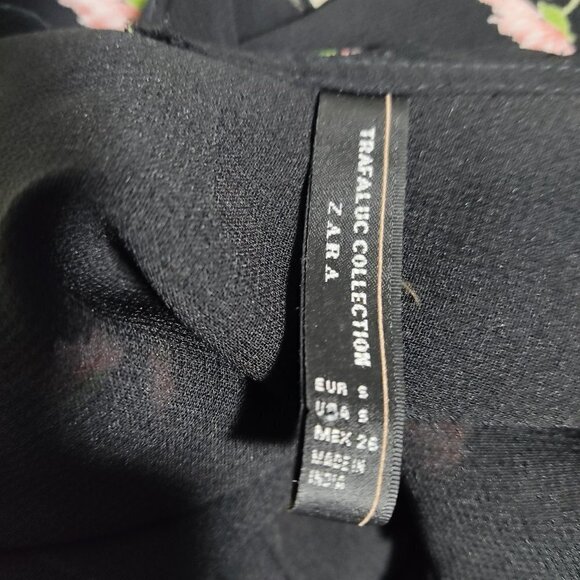 TRAFALUC COLLECTION
ZARA
EUR S
USA S
MEX 26
MADE IN
INDIA